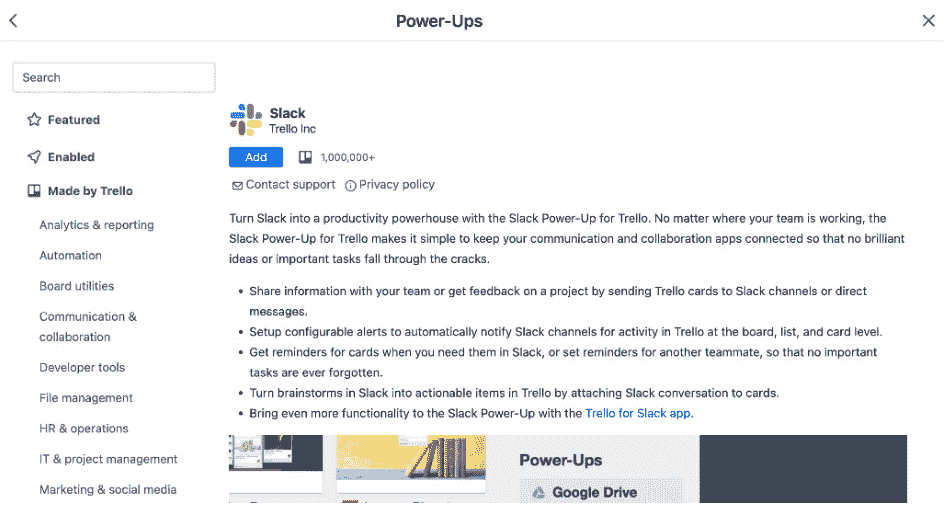 Power-Ups
Search
Featured
Enabled
Made by Trello
Analytics & reporting
Automation
Board utilities
Communication &
collaboration
Developer tools
File management
HR & operations
IT & project management
Marketing & social media
Slack
Trello Inc
Add
1,000,000+
Contact support
Privacy policy
Turn Slack into a productivity powerhouse with the Slack Power-Up for Trello. No matter where your team is working, the
Slack Power-Up for Trello makes it simple to keep your communication and collaboration apps connected so that no brilliant
ideas or important tasks fall through the cracks.
• Share information with your team or get feedback on a project by sending Trello cards to Slack channels or direct
messages.
• Setup configurable alerts to automatically notify Slack channels for activity in Trello at the board, list, and card level.
• Get reminders for cards when you need them in Slack, or set reminders for another teammate, so that no important
tasks are ever forgotten.
• Turn brainstorms in Slack into actionable items in Trello by attaching Slack conversation to cards.
• Bring even more functionality to the Slack Power-Up with the Trello for Slack app.
Power-Ups
Google Drive